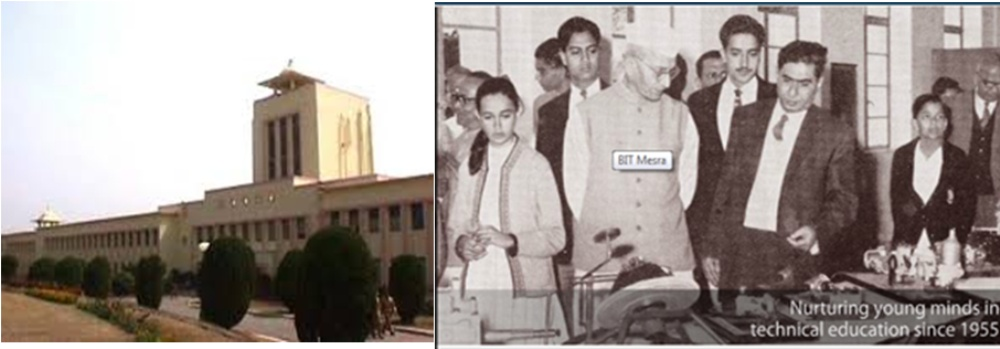 BIT Mesra
Nurturing young minds in
technical education since 1955